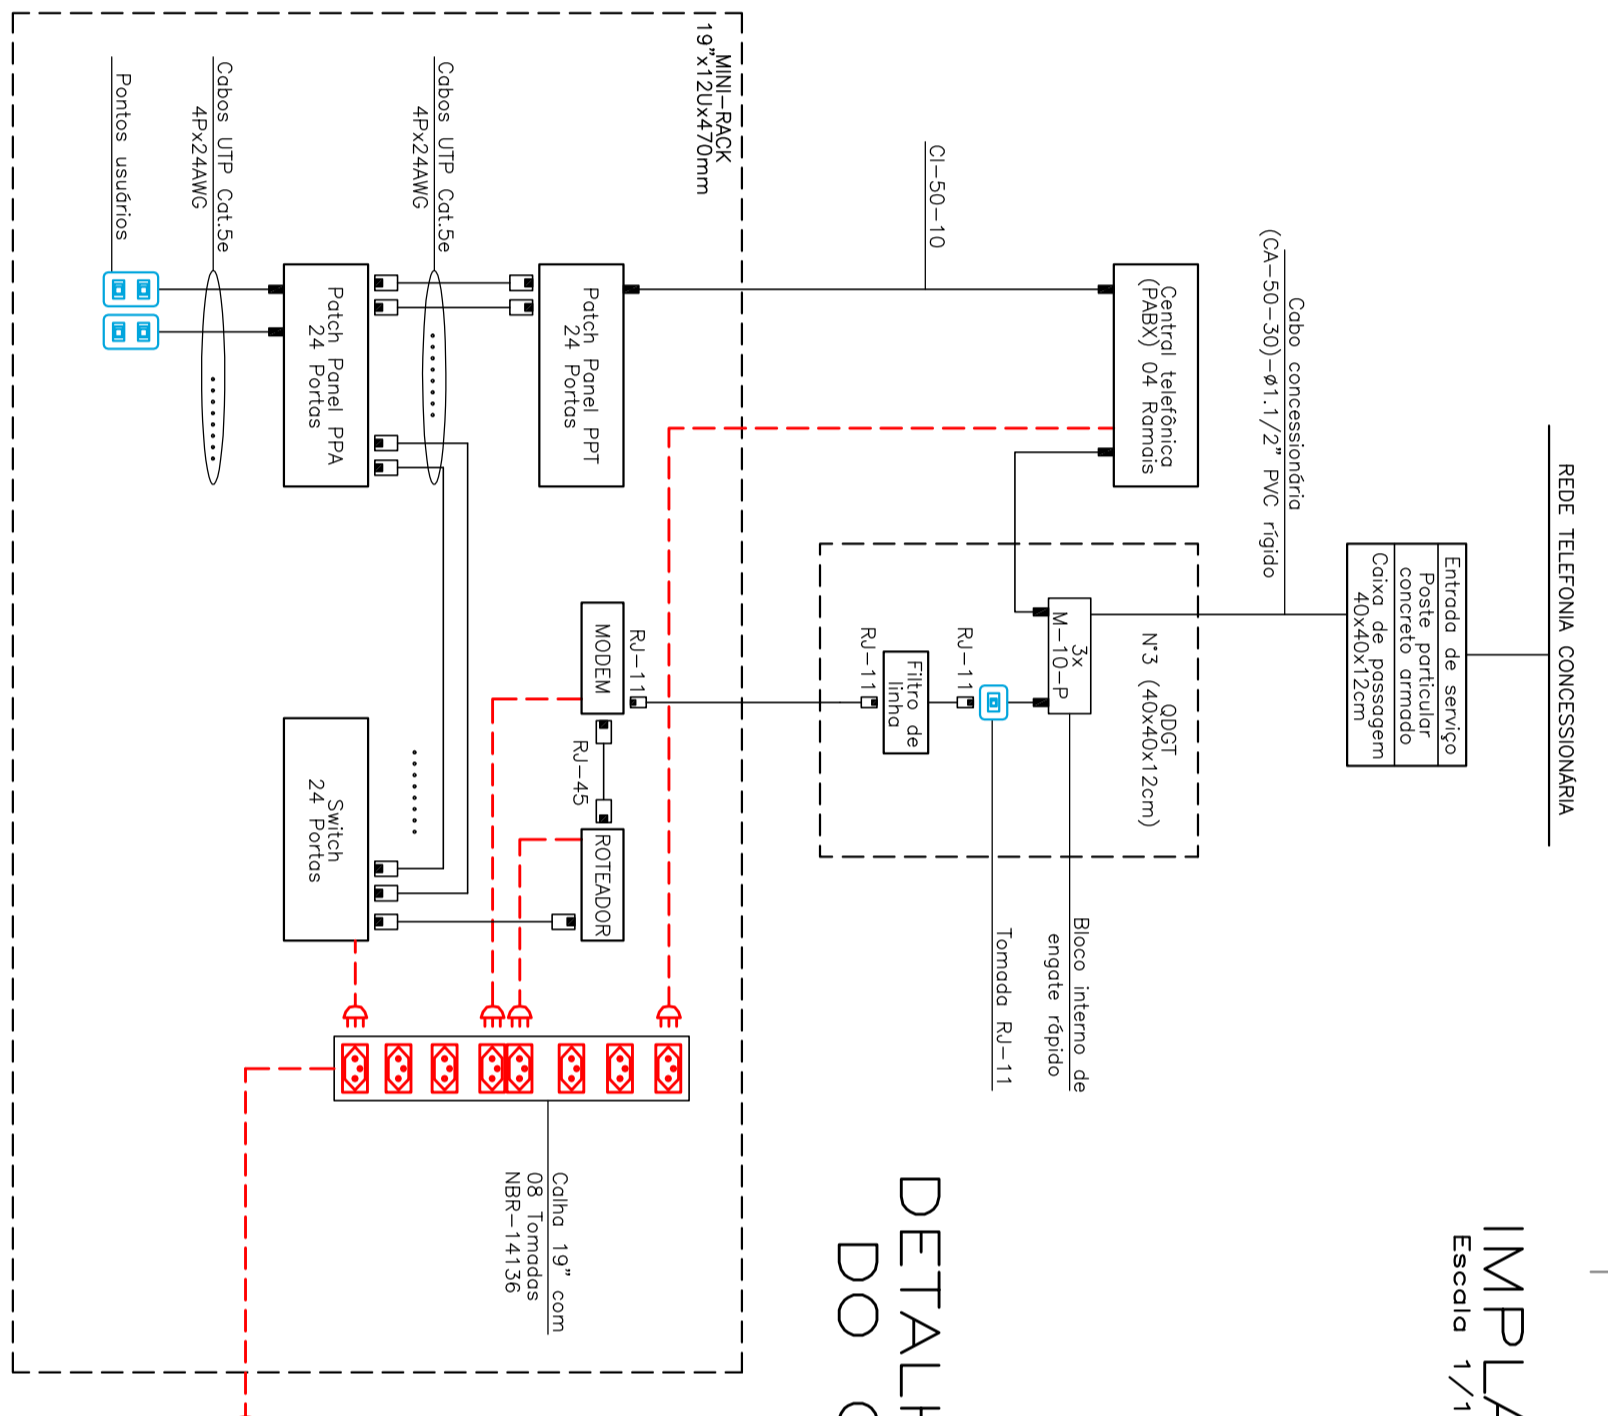 REDE TELEFONIA CONCESSIONÁRIA
Entrada de serviço
Poste particular
concreto armado
Caixa de passagem
40x40x12cm
Cabo concessionária
(CA-50-30)-ø1.1/2" PVC rígido
Central telefônica
(PABX) 04 Ramais
CI-50-10
QDGT
N°3 (40x40x12cm)
3x
M-10-P
RJ-11
Filtro de
linha
RJ-11
Bloco interno de
engate rápido
Tomada RJ-11
MINI-RACK
19"x12Ux470mm
Patch Panel PPT
24 Portas
Cabos UTP Cat.5e
4Px24AWG
Patch Panel PPA
24 Portas
Cabos UTP Cat.5e
4Px24AWG
Pontos usuários
RJ-11
MODEM
RJ-45
ROTEADOR
Switch
24 Portas
Calha 19" com
08 Tomadas
NBR-14136
Escala 1/1
DO